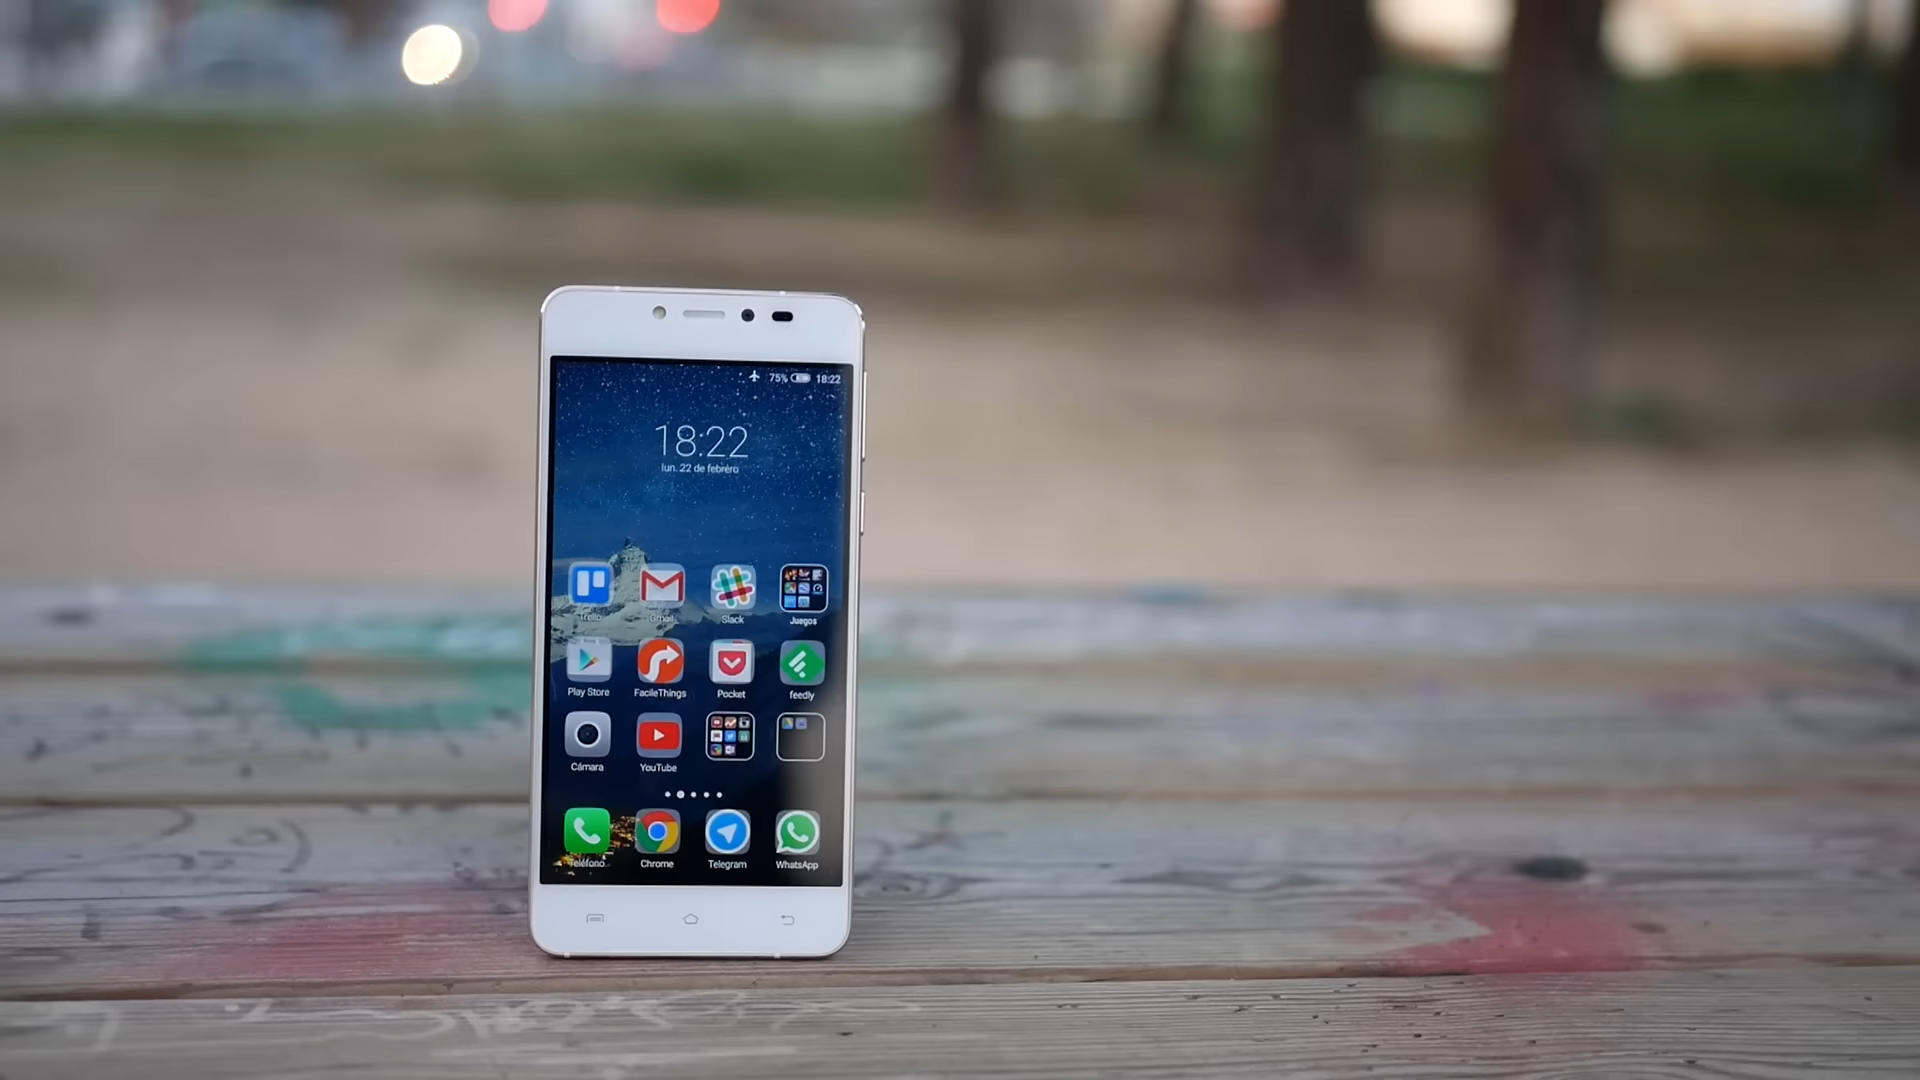 75% 18:22
18:22
lun. 22 de febrero
Trello Gmail Slack Juegos
Play Store FacileThings Pocket feedly
Cámara YouTube
Teléfono Chrome Telegram WhatsApp